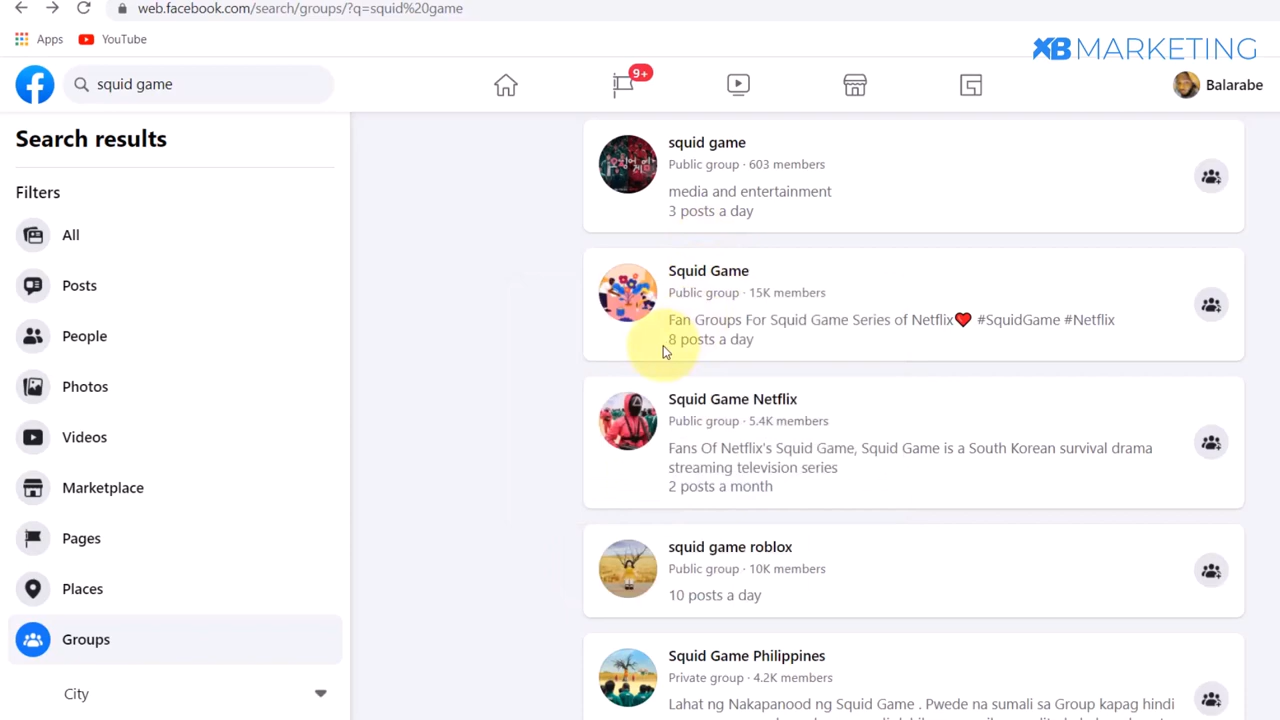 web.facebook.com/search/groups/?q=squid%20game
Apps
YouTube
XB MARKETING
squid game
9+
Balarabe
Search results
Filters
All
Posts
People
Photos
Videos
Marketplace
Pages
Places
Groups
City
squid game
Public group · 603 members
media and entertainment
3 posts a day
Squid Game
Public group · 15K members
Fan Groups For Squid Game Series of Netflix❤ #SquidGame #Netflix
8 posts a day
Squid Game Netflix
Public group · 5.4K members
Fans Of Netflix's Squid Game, Squid Game is a South Korean survival drama
streaming television series
2 posts a month
squid game roblox
Public group · 10K members
10 posts a day
Squid Game Philippines
Private group · 4.2K members
Lahat ng Nakapanood ng Squid Game . Pwede na sumali sa Group kapag hindi